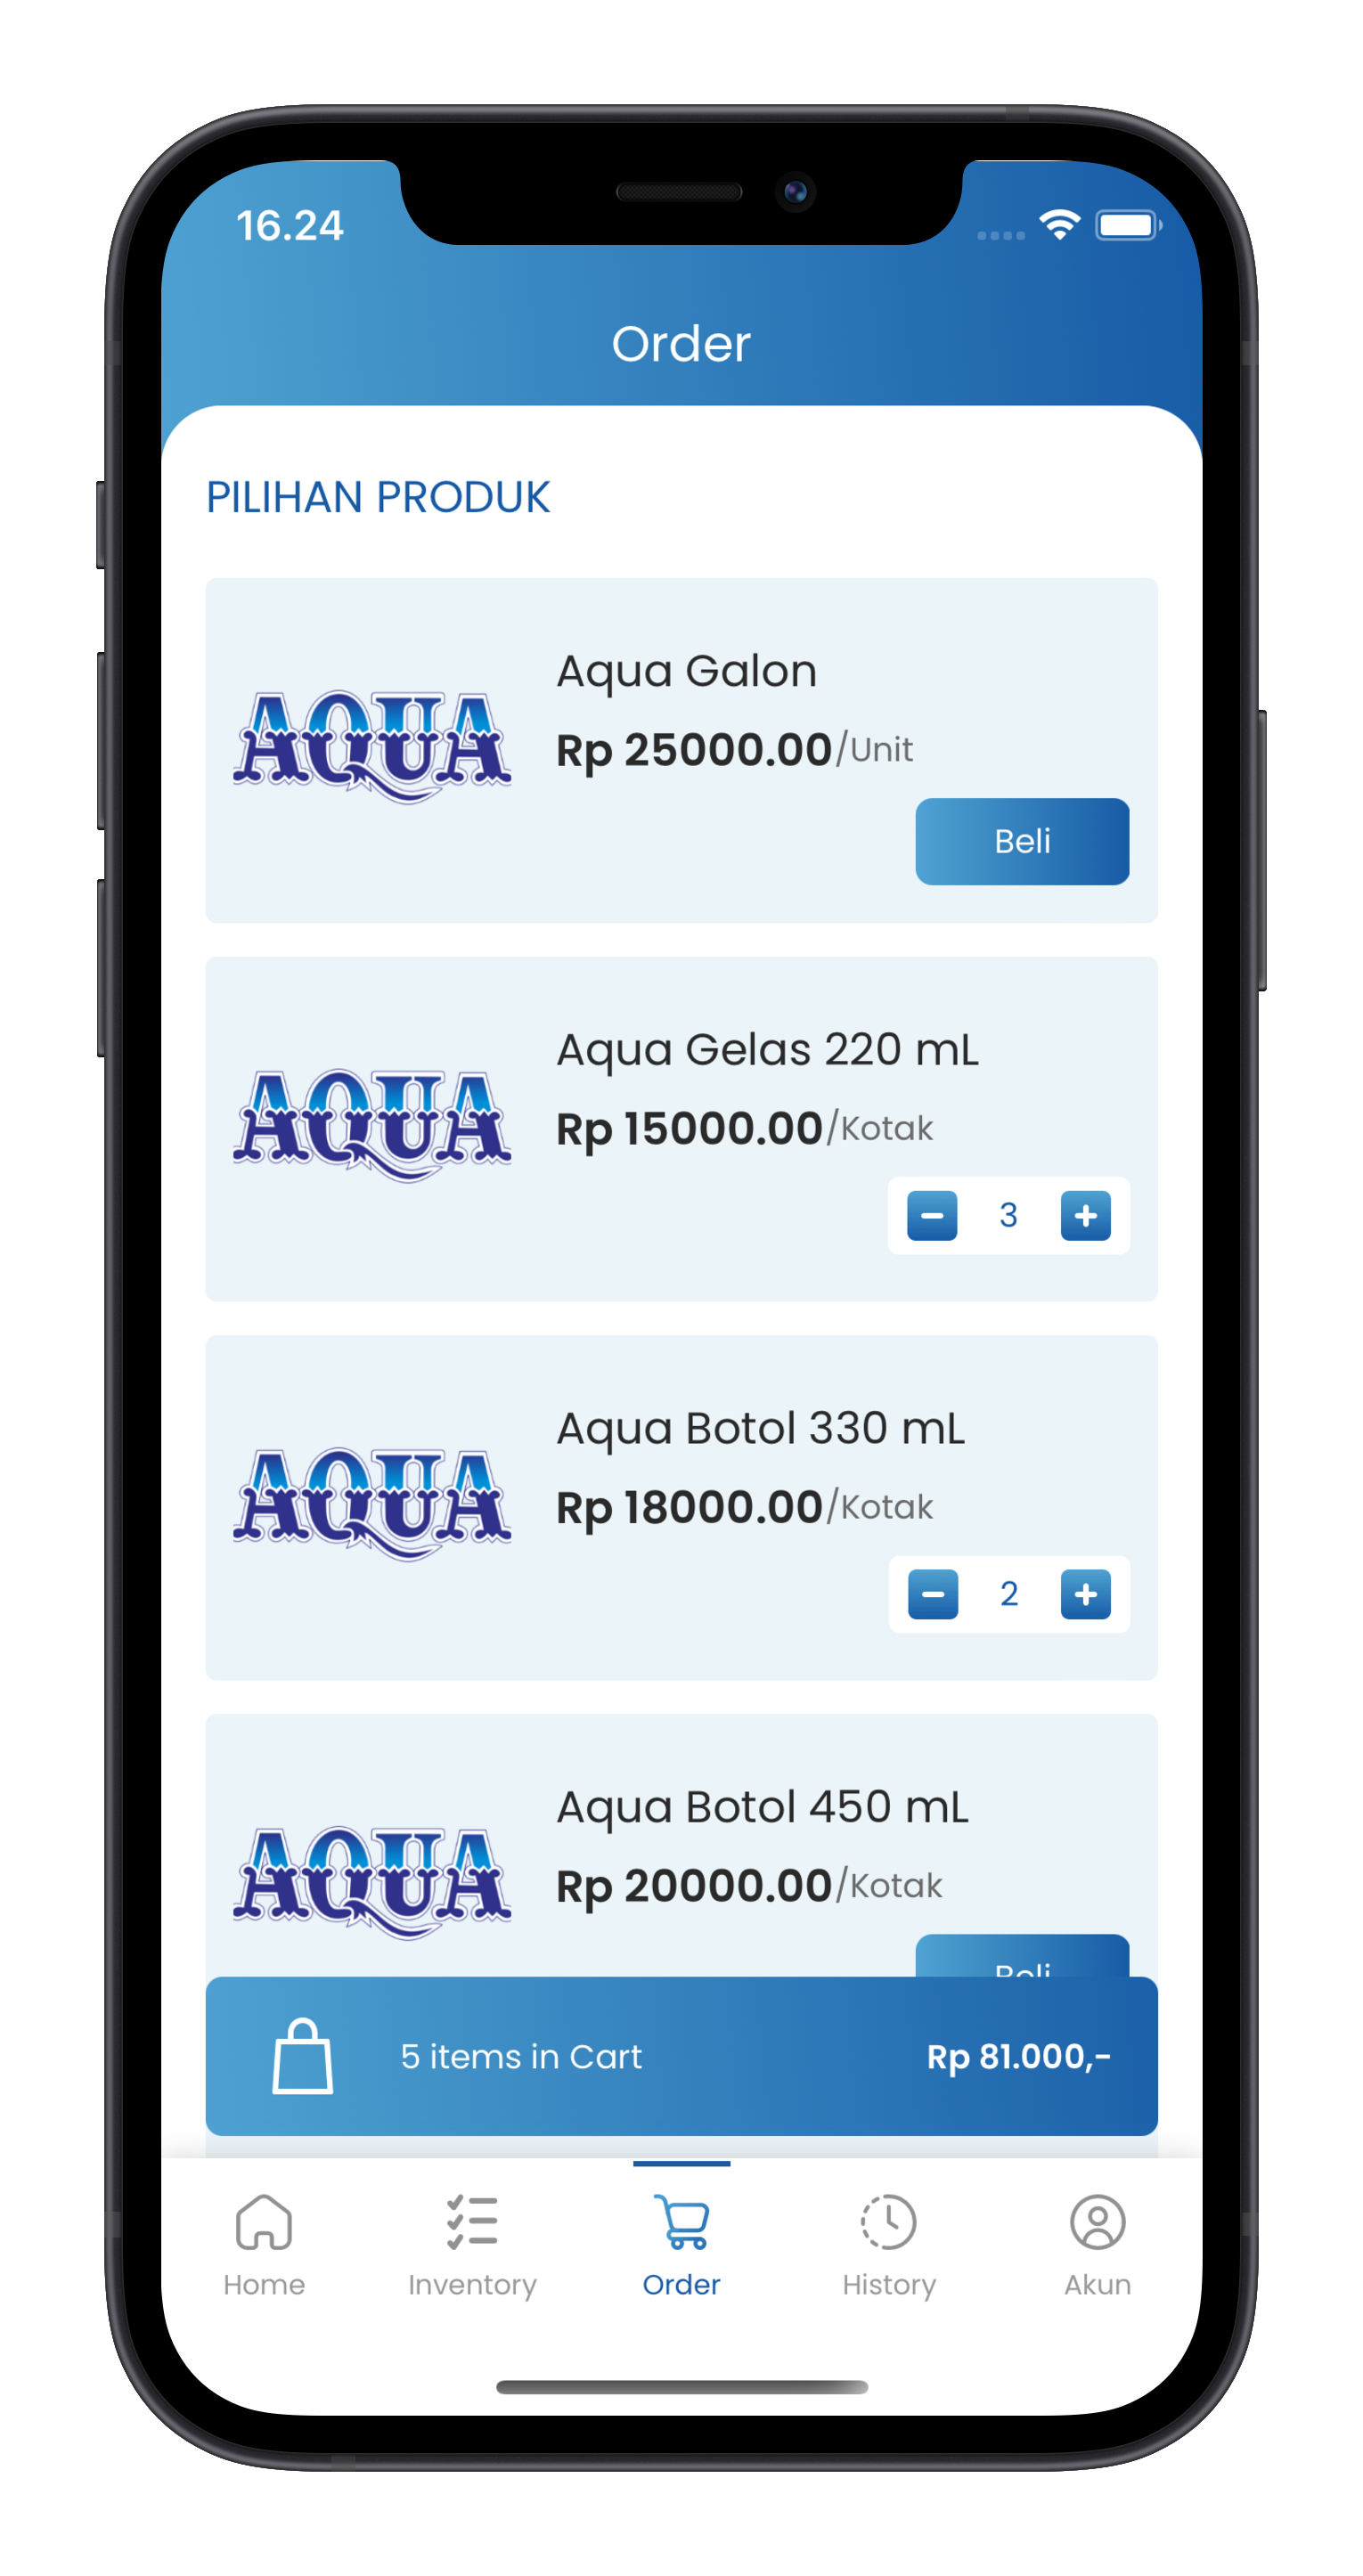 16.24
Order
PILIHAN PRODUK
AQUA
Aqua Galon
Rp 25000.00/Unit
Beli
AQUA
Aqua Gelas 220 mL
Rp 15000.00/Kotak
3
AQUA
Aqua Botol 330 mL
Rp 18000.00/Kotak
2
AQUA
Aqua Botol 450 mL
Rp 20000.00/Kotak
Beli
5 items in Cart
Rp 81.000,-
Home
Inventory
Order
History
Akun